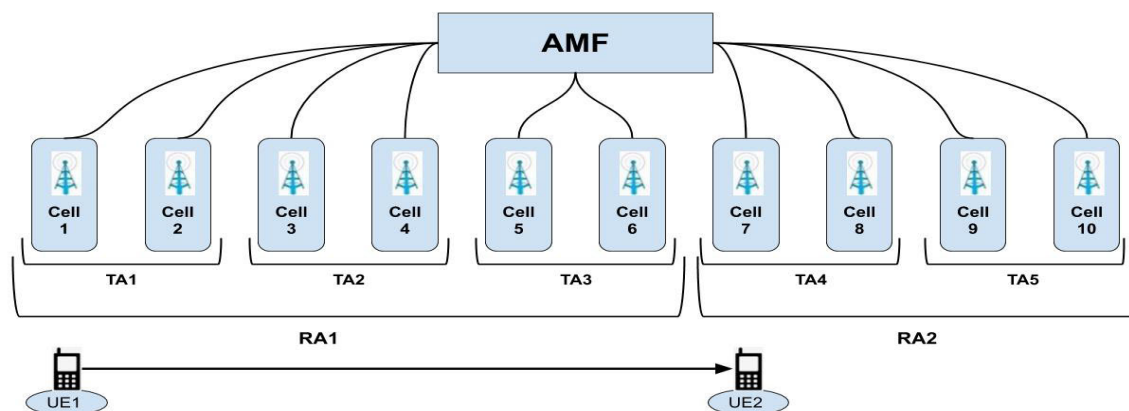 AMF
Cell
1
Cell
2
Cell
3
Cell
4
Cell
5
Cell
6
Cell
7
Cell
8
Cell
9
Cell
10
TA1
TA2
TA3
TA4
TA5
RA1
RA2
UE1
UE2